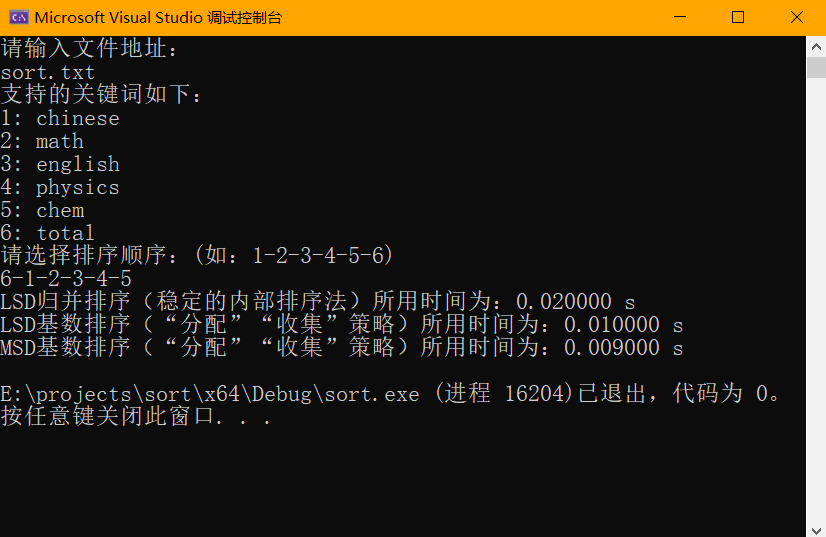 Microsoft Visual Studio 调试控制台
请输入文件地址:
sort.txt
支持的关键词如下:
1: chinese
2: math
3: english
4: physics
5: chem
6: total
请选择排序顺序:(如:1-2-3-4-5-6)
6-1-2-3-4-5
LSD归并排序(稳定的内部排序法)所用时间为:0.020000 s
LSD基数排序(“分配”“收集”策略)所用时间为:0.010000 s
MSD基数排序(“分配”“收集”策略)所用时间为:0.009000 s
E:\projects\sort\x64\Debug\sort.exe (进程 16204)已退出,代码为 0。
按任意键关闭此窗口. . .